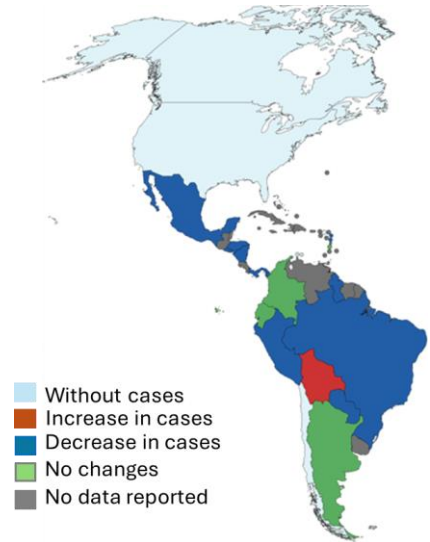 Without cases
Increase in cases
Decrease in cases
No changes
No data reported